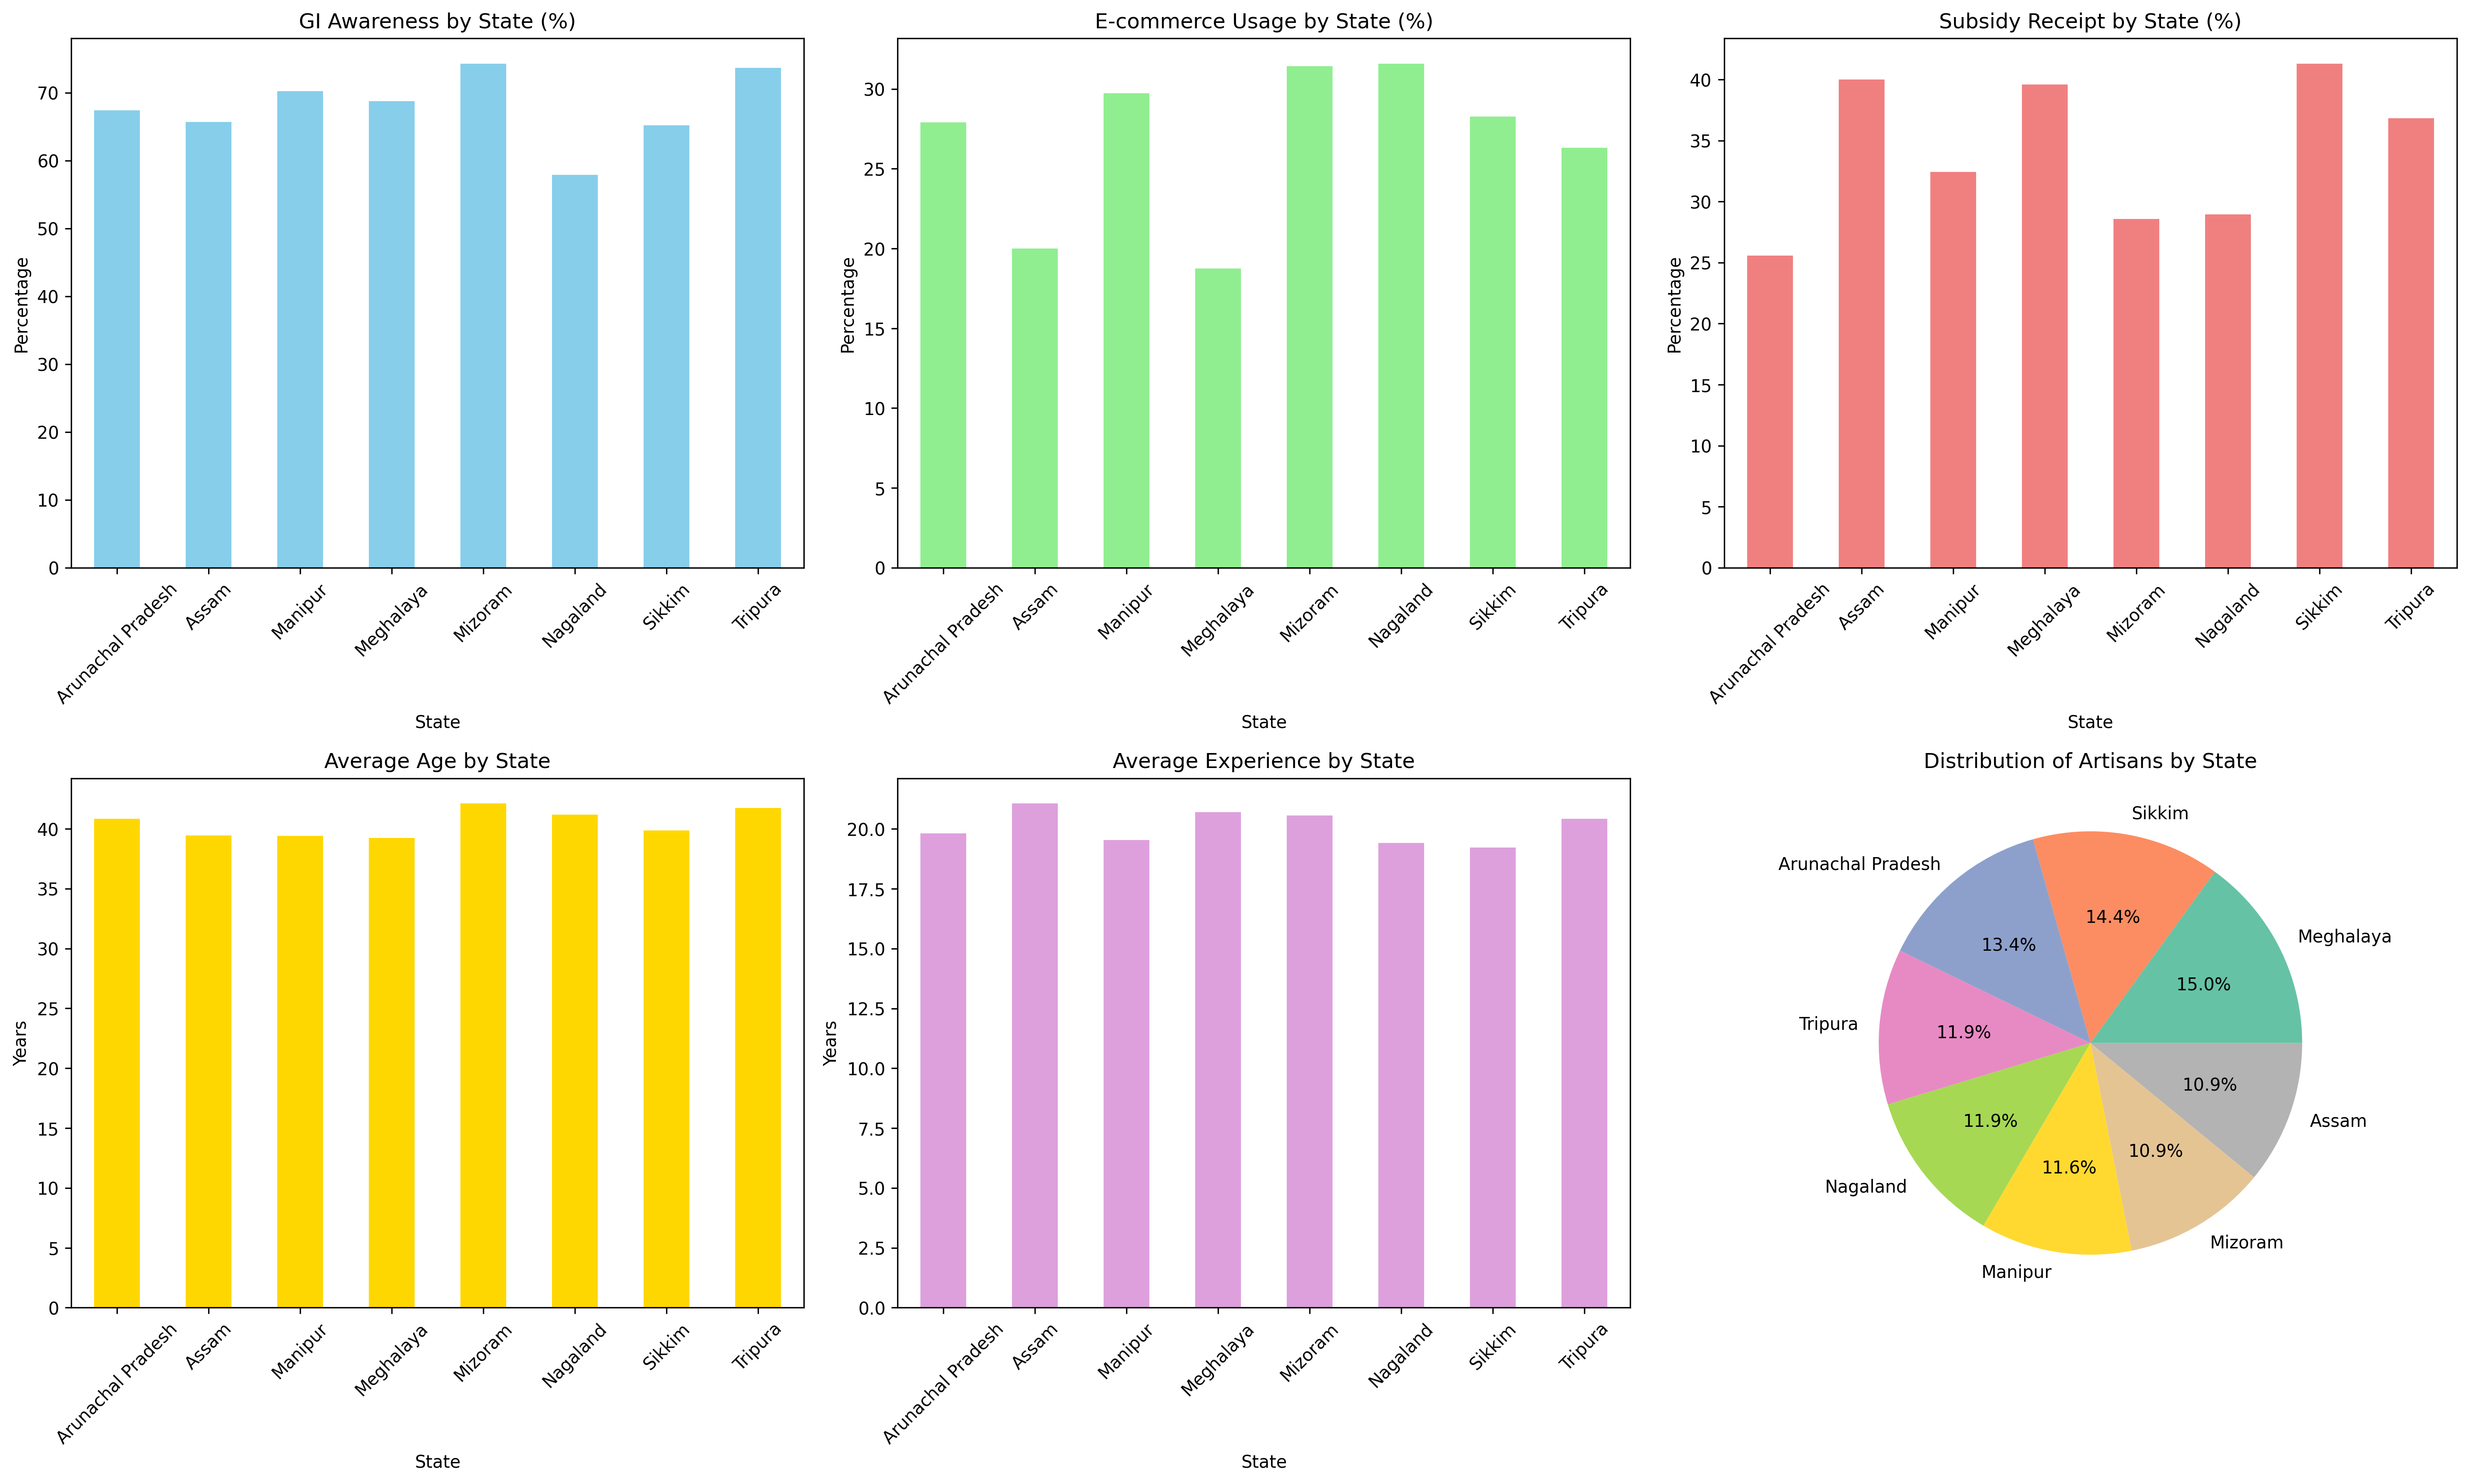 GI Awareness by State (%)
Percentage
70
60
50
40
30
20
10
0
Arunachal Pradesh
Assam
Manipur
Meghalaya
Mizoram
Nagaland
Sikkim
Tripura
State
E-commerce Usage by State (%)
Percentage
30
25
20
15
10
5
0
Arunachal Pradesh
Assam
Manipur
Meghalaya
Mizoram
Nagaland
Sikkim
Tripura
State
Subsidy Receipt by State (%)
Percentage
40
35
30
25
20
15
10
5
0
Arunachal Pradesh
Assam
Manipur
Meghalaya
Mizoram
Nagaland
Sikkim
Tripura
State
Average Age by State
Years
40
35
30
25
20
15
10
5
0
Arunachal Pradesh
Assam
Manipur
Meghalaya
Mizoram
Nagaland
Sikkim
Tripura
State
Average Experience by State
Years
20.0
17.5
15.0
12.5
10.0
7.5
5.0
2.5
0.0
Arunachal Pradesh
Assam
Manipur
Meghalaya
Mizoram
Nagaland
Sikkim
Tripura
State
Distribution of Artisans by State
Sikkim
14.4%
Arunachal Pradesh
13.4%
Meghalaya
15.0%
Tripura
11.9%
Nagaland
11.9%
Manipur
11.6%
Mizoram
10.9%
Assam
10.9%